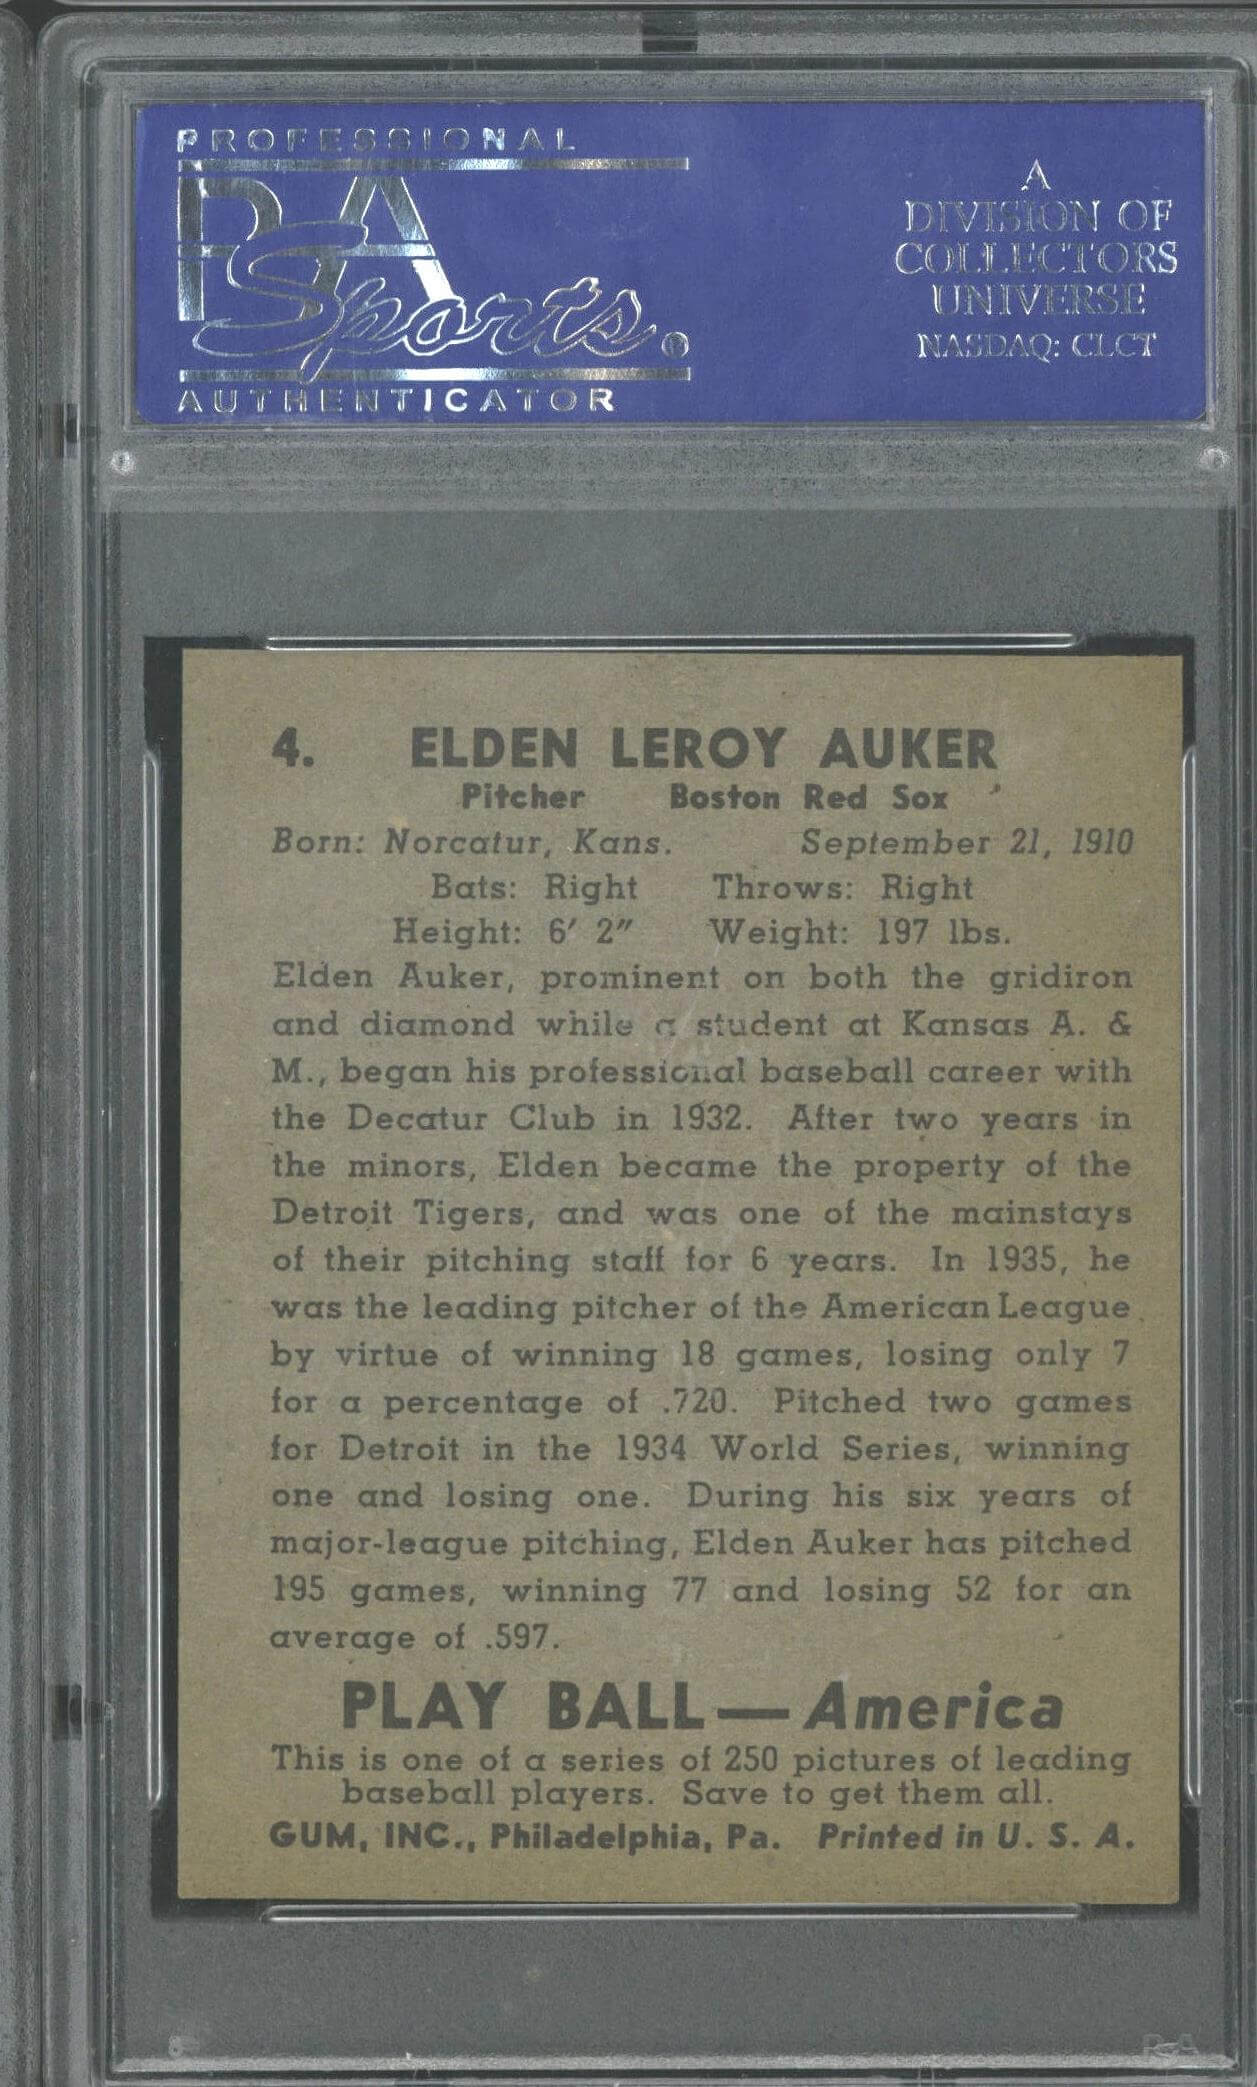 PROFESSIONAL
PSA
Sports®
AUTHENTICATOR
A
DIVISION OF
COLLECTORS
UNIVERSE
NASDAQ: CLCT
4. ELDEN LEROY AUKER
Pitcher Boston Red Sox
Born: Norcatur, Kans. September 21, 1910
Bats: Right Throws: Right
Height: 6′ 2″ Weight: 197 lbs.
Elden Auker, prominent on both the gridiron
and diamond while a student at Kansas A. &
M., began his professional baseball career with
the Decatur Club in 1932. After two years in
the minors, Elden became the property of the
Detroit Tigers, and was one of the mainstays
of their pitching staff for 6 years. In 1935, he
was the leading pitcher of the American League
by virtue of winning 18 games, losing only 7
for a percentage of .720. Pitched two games
for Detroit in the 1934 World Series, winning
one and losing one. During his six years of
major-league pitching, Elden Auker has pitched
195 games, winning 77 and losing 52 for an
average of .597.
PLAY BALL—America
This is one of a series of 250 pictures of leading
baseball players. Save to get them all.
GUM, INC., Philadelphia, Pa. Printed in U. S. A.
PSA